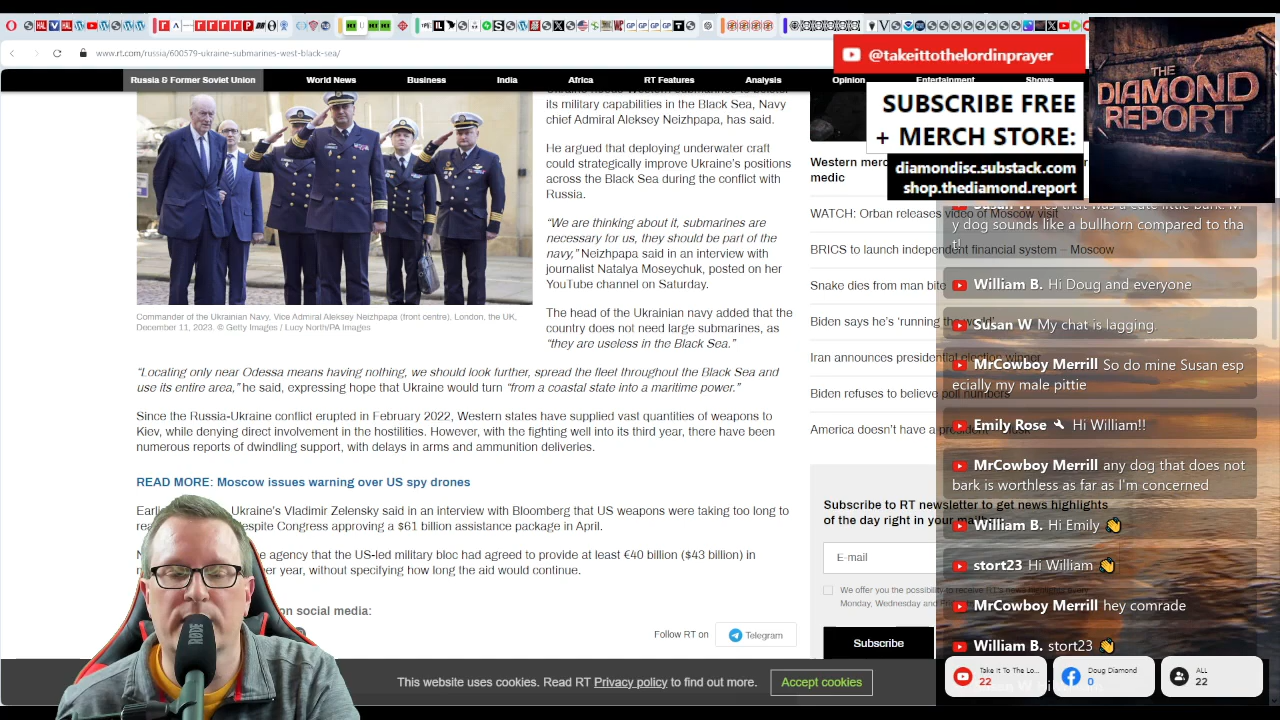 www.rt.com/russia/600579-ukraine-submarines-west-black-sea/
Russia & Former Soviet Union
World News
Business
India
Africa
RT Features
Analysis
Opinion
Entertainment
Shows
@takeittothelordinprayer
SUBSCRIBE FREE
+ MERCH STORE:
diamondisc.substack.com
shop.thediamond.report
THE
DIAMOND
REPORT
Ukraine needs Western submarines to bolster
its military capabilities in the Black Sea, Navy
chief Admiral Aleksey Neizhpapa, has said.
He argued that deploying underwater craft
could strategically improve Ukraine's positions
across the Black Sea during the conflict with
Russia.
“We are thinking about it, submarines are
necessary for us, they should be part of the
navy,” Neizhpapa said in an interview with
journalist Natalya Moseychuk, posted on her
YouTube channel on Saturday.
The head of the Ukrainian navy added that the
country does not need large submarines, as
“they are useless in the Black Sea.”
Commander of the Ukrainian Navy, Vice Admiral Aleksey Neizhpapa (front centre), London, the UK,
December 11, 2023. © Getty Images / Lucy North/PA Images
“Locating only near Odessa means having nothing, we should look further, spread the fleet throughout the Black Sea and
use its entire area,” he said, expressing hope that Ukraine would turn “from a coastal state into a maritime power.”
Since the Russia-Ukraine conflict erupted in February 2022, Western states have supplied vast quantities of weapons to
Kiev, while denying direct involvement in the hostilities. However, with the fighting well into its third year, there have been
numerous reports of dwindling support, with delays in arms and ammunition deliveries.
READ MORE: Moscow issues warning over US spy drones
Ukraine's Vladimir Zelensky said in an interview with Bloomberg that US weapons were taking too long to
despite Congress approving a $61 billion assistance package in April.
agency that the US-led military bloc had agreed to provide at least €40 billion ($43 billion) in
year, without specifying how long the aid would continue.
on social media:
Follow RT on
Telegram
Western
medic
WATCH: Orban releases video of Moscow visit
BRICS to launch independent financial system – Moscow
Snake dies from man bite
Biden says he's ‘running the world’
Iran announces presidential election winner
Biden refuses to believe poll numbers
America doesn't have a president
Subscribe to RT newsletter to get news highlights
of the day right in your mailbox
E-mail
We offer you the possibility to receive RT's news highlights every
Monday, Wednesday and
Subscribe
This website uses cookies. Read RT Privacy policy to find out more.
Accept cookies
Susan W Yes that was a cute little bark. M
y dog sounds like a bullhorn compared to tha
t!
William B. Hi Doug and everyone
Susan W My chat is lagging.
McCowboy Merrill So do mine Susan esp
ecially my male pittie
Emily Rose Hi William!!
MrCowboy Merrill any dog that does not
bark is worthless as far as I'm concerned
William B. Hi Emily 👋
stort23 Hi William 👋
MrCowboy Merrill hey comrade
William B. stort23 👋
Take It To The Lo...
22
Doug Diamond
0
ALL
22